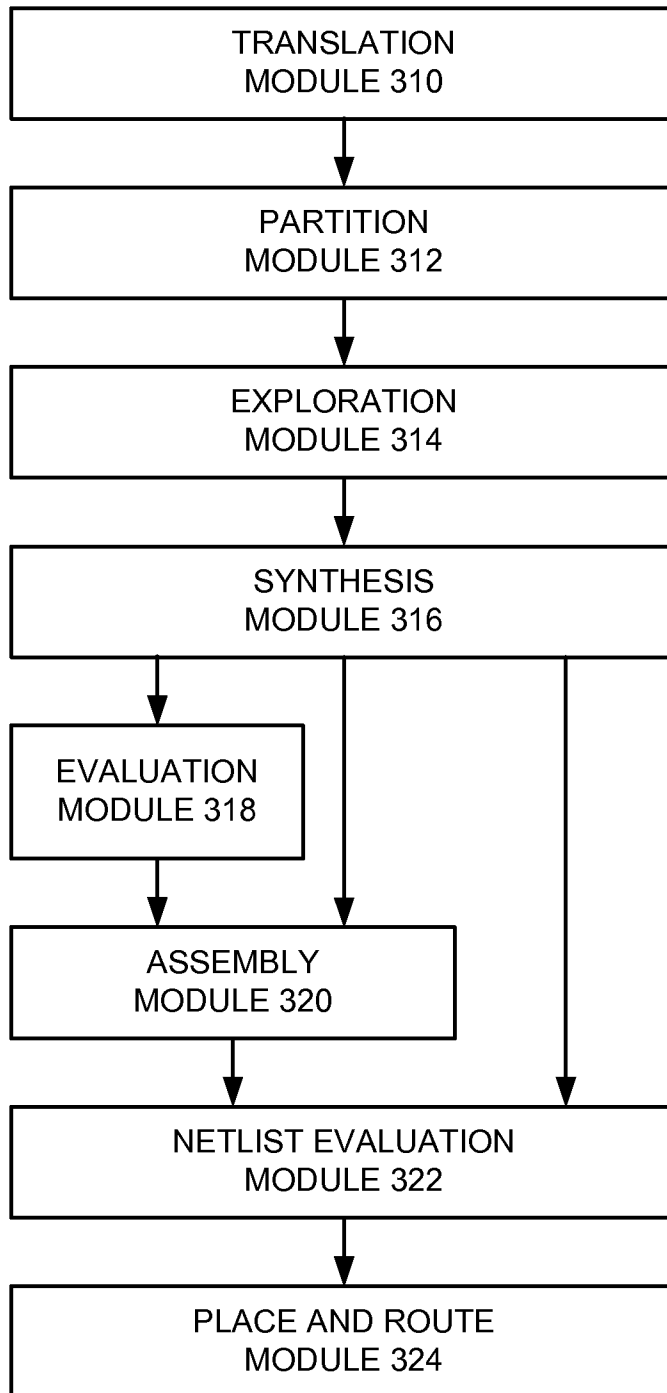 TRANSLATION
MODULE 310
PARTITION
MODULE 312
EXPLORATION
MODULE 314
SYNTHESIS
MODULE 316
EVALUATION
MODULE 318
ASSEMBLY
MODULE 320
NETLIST EVALUATION
MODULE 322
PLACE AND ROUTE
MODULE 324